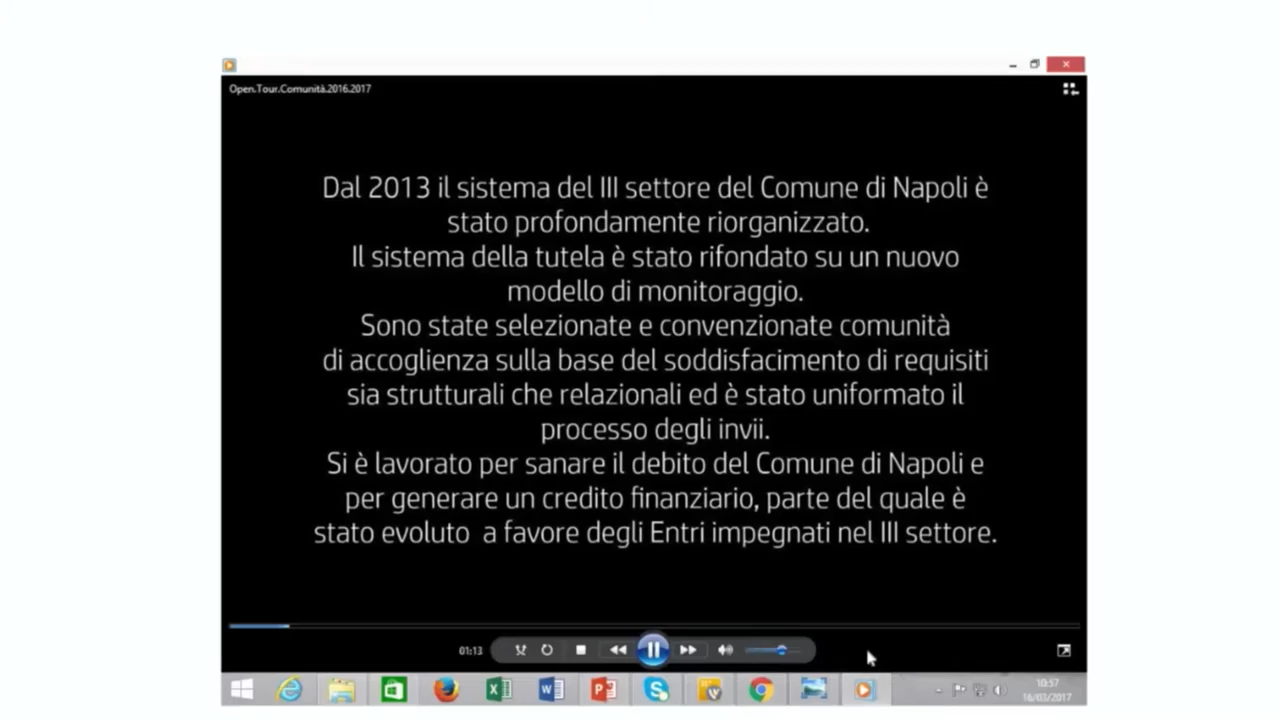 Open.Tour.Comunità.2016.2017
Dal 2013 il sistema del III settore del Comune di Napoli è
stato profondamente riorganizzato.
Il sistema della tutela è stato rifondato su un nuovo
modello di monitoraggio.
Sono state selezionate e convenzionate comunità
di accoglienza sulla base del soddisfacimento di requisiti
sia strutturali che relazionali ed è stato uniformato il
processo degli invii.
Si è lavorato per sanare il debito del Comune di Napoli e
per generare un credito finanziario, parte del quale è
stato evoluto a favore degli Entri impegnati nel III settore.
01:13
10:57
16/03/2017